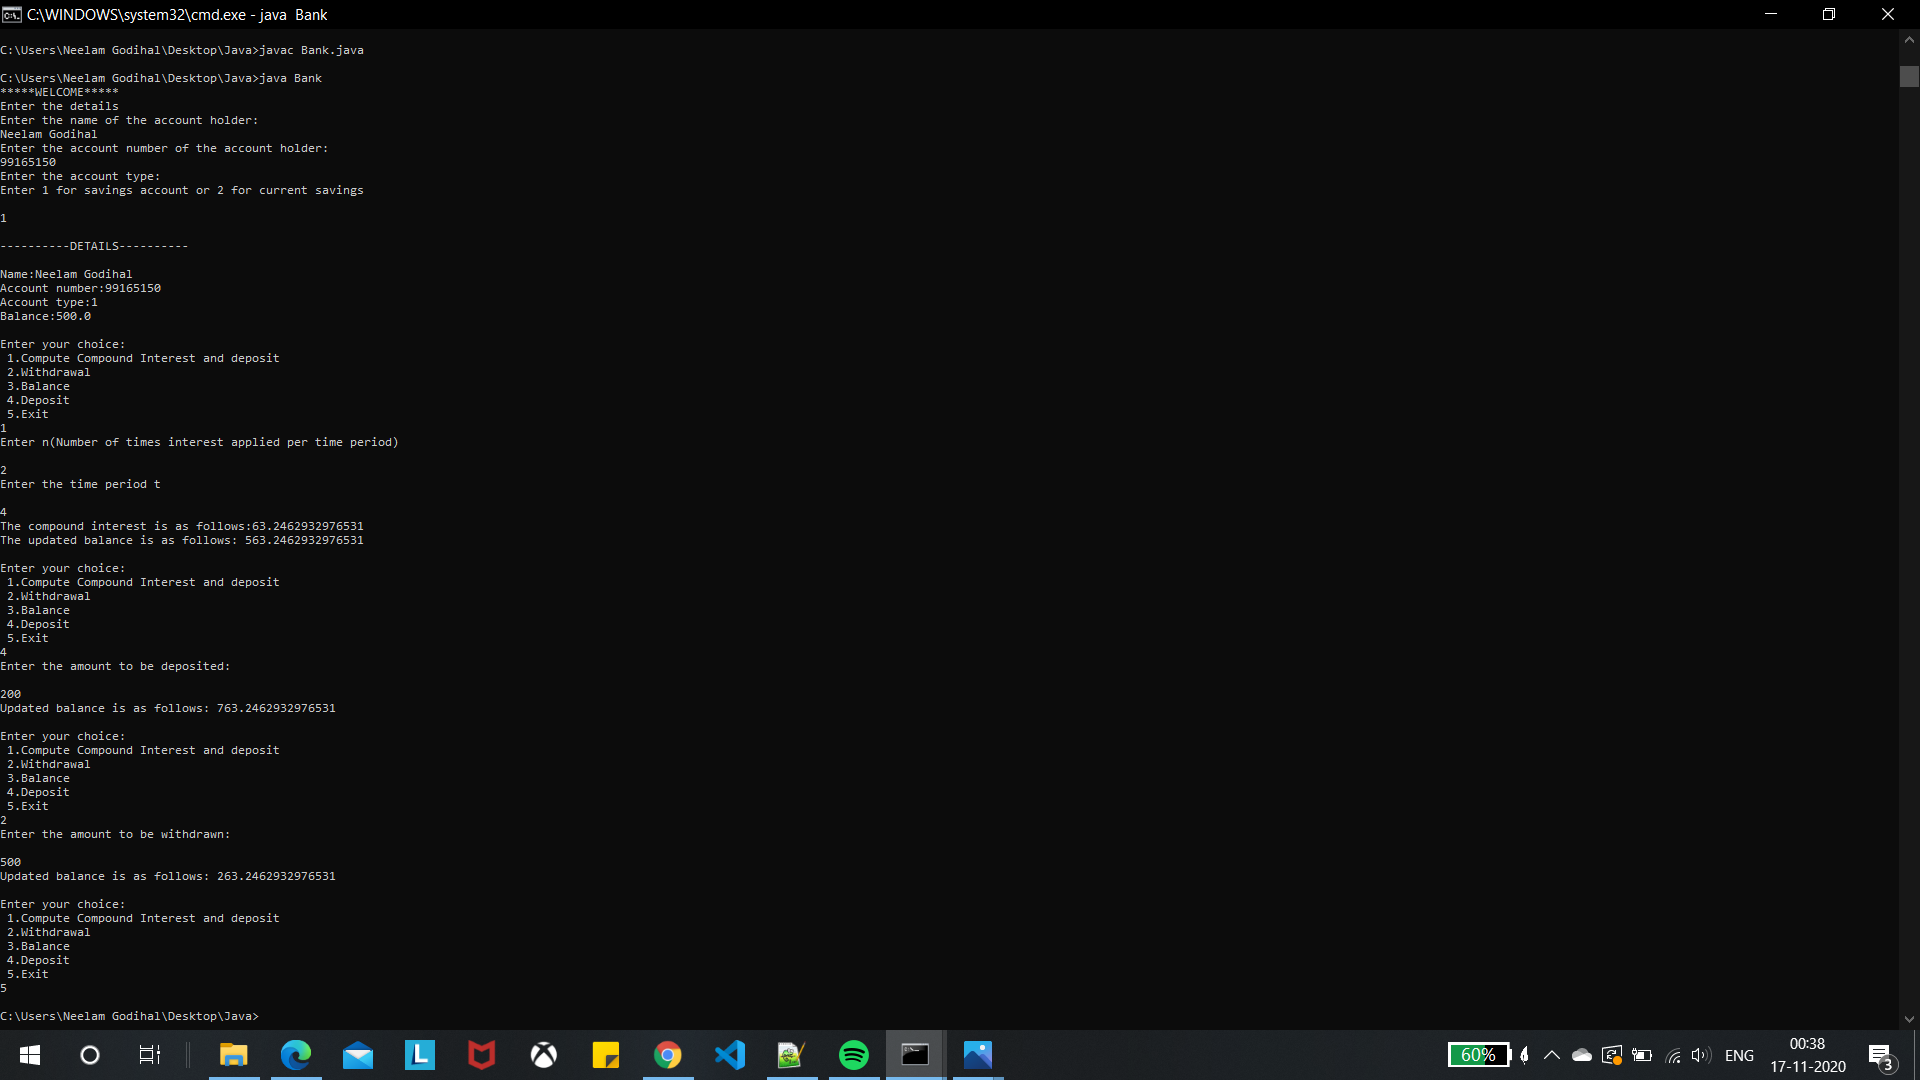 C:\WINDOWS\system32\cmd.exe - java  Bank
C:\Users\Neelam Godihal\Desktop\Java>javac Bank.java
C:\Users\Neelam Godihal\Desktop\Java>java Bank
*****WELCOME*****
Enter the details
Enter the name of the account holder:
Neelam Godihal
Enter the account number of the account holder:
99165150
Enter the account type:
Enter 1 for savings account or 2 for current savings
1
----------DETAILS----------
Name:Neelam Godihal
Account number:99165150
Account type:1
Balance:500.0
Enter your choice:
1.Compute Compound Interest and deposit
2.Withdrawal
3.Balance
4.Deposit
5.Exit
1
Enter n(Number of times interest applied per time period)
2
Enter the time period t
4
The compound interest is as follows:63.2462932976531
The updated balance is as follows: 563.2462932976531
Enter your choice:
1.Compute Compound Interest and deposit
2.Withdrawal
3.Balance
4.Deposit
5.Exit
4
Enter the amount to be deposited:
200
Updated balance is as follows: 763.2462932976531
Enter your choice:
1.Compute Compound Interest and deposit
2.Withdrawal
3.Balance
4.Deposit
5.Exit
2
Enter the amount to be withdrawn:
500
Updated balance is as follows: 263.2462932976531
Enter your choice:
1.Compute Compound Interest and deposit
2.Withdrawal
3.Balance
4.Deposit
5.Exit
5
C:\Users\Neelam Godihal\Desktop\Java>
L
60%
ENG
00:38
17-11-2020
3